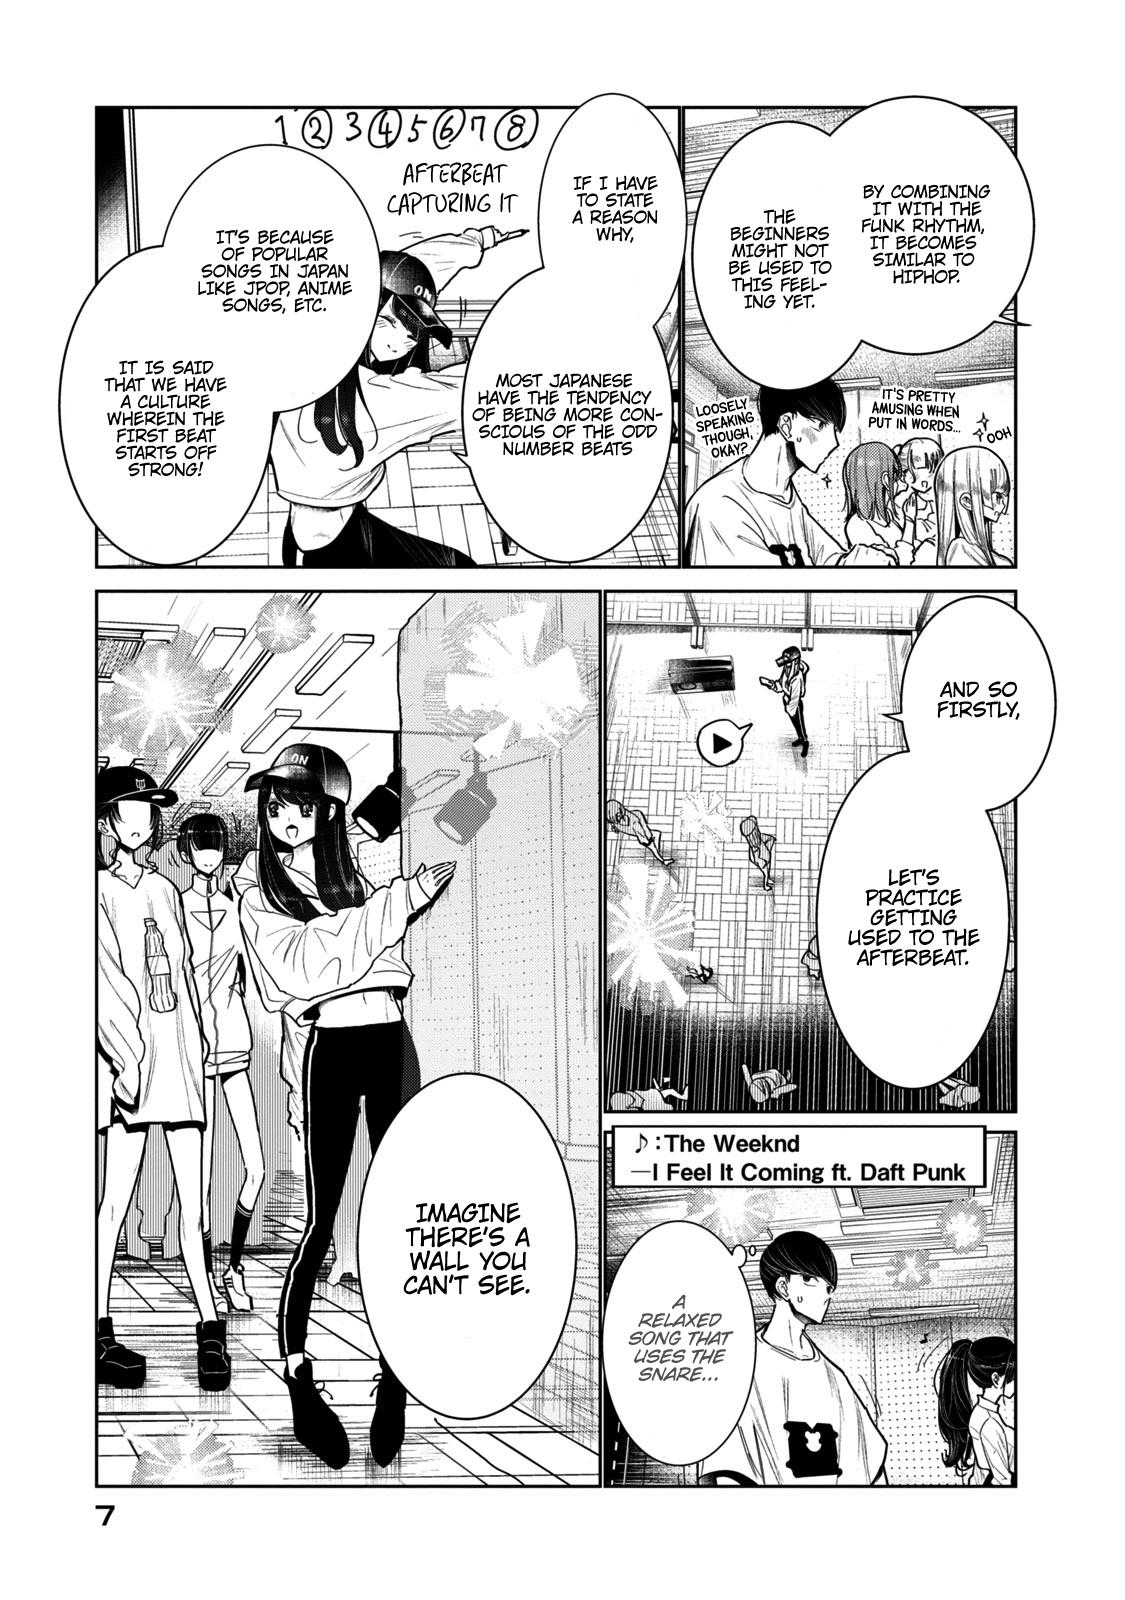 BY COMBINING
IT WITH THE
FUNK RHYTHM,
IT BECOMES
SIMILAR TO
HIPHOP.
THE
BEGINNERS
MIGHT NOT
BE USED TO
THIS FEEL-
ING YET.
IT'S PRETTY
AMUSING WHEN
PUT IN WORDS...
OOH
LOOSELY
SPEAKING
THOUGH,
OKAY?
1 2 3 4 5 6 7 8
AFTERBEAT
CAPTURING IT
IF I HAVE
TO STATE
A REASON
WHY,
MOST JAPANESE
HAVE THE TENDENCY
OF BEING MORE CON-
SCIOUS OF THE ODD
NUMBER BEATS
ON
IT'S BECAUSE
OF POPULAR
SONGS IN JAPAN
LIKE JPOP, ANIME
SONGS, ETC.
IT IS SAID
THAT WE HAVE
A CULTURE
WHEREIN THE
FIRST BEAT
STARTS OFF
STRONG!
AND SO
FIRSTLY,
LET'S
PRACTICE
GETTING
USED TO THE
AFTERBEAT.
♪:The Weeknd
—I Feel It Coming ft. Daft Punk
A
RELAXED
SONG THAT
USES THE
SNARE...
ON
IMAGINE
THERE'S A
WALL YOU
CAN'T SEE.
7